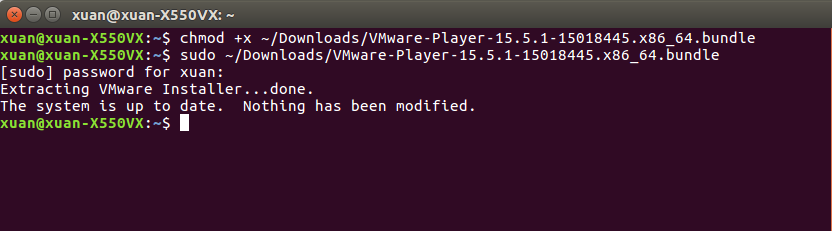 xuan@xuan-X550VX: ~
xuan@xuan-X550VX:~$ chmod +x ~/Downloads/VMware-Player-15.5.1-15018445.x86_64.bundle
xuan@xuan-X550VX:~$ sudo ~/Downloads/VMware-Player-15.5.1-15018445.x86_64.bundle
[sudo] password for xuan:
Extracting VMware Installer...done.
The system is up to date.  Nothing has been modified.
xuan@xuan-X550VX:~$